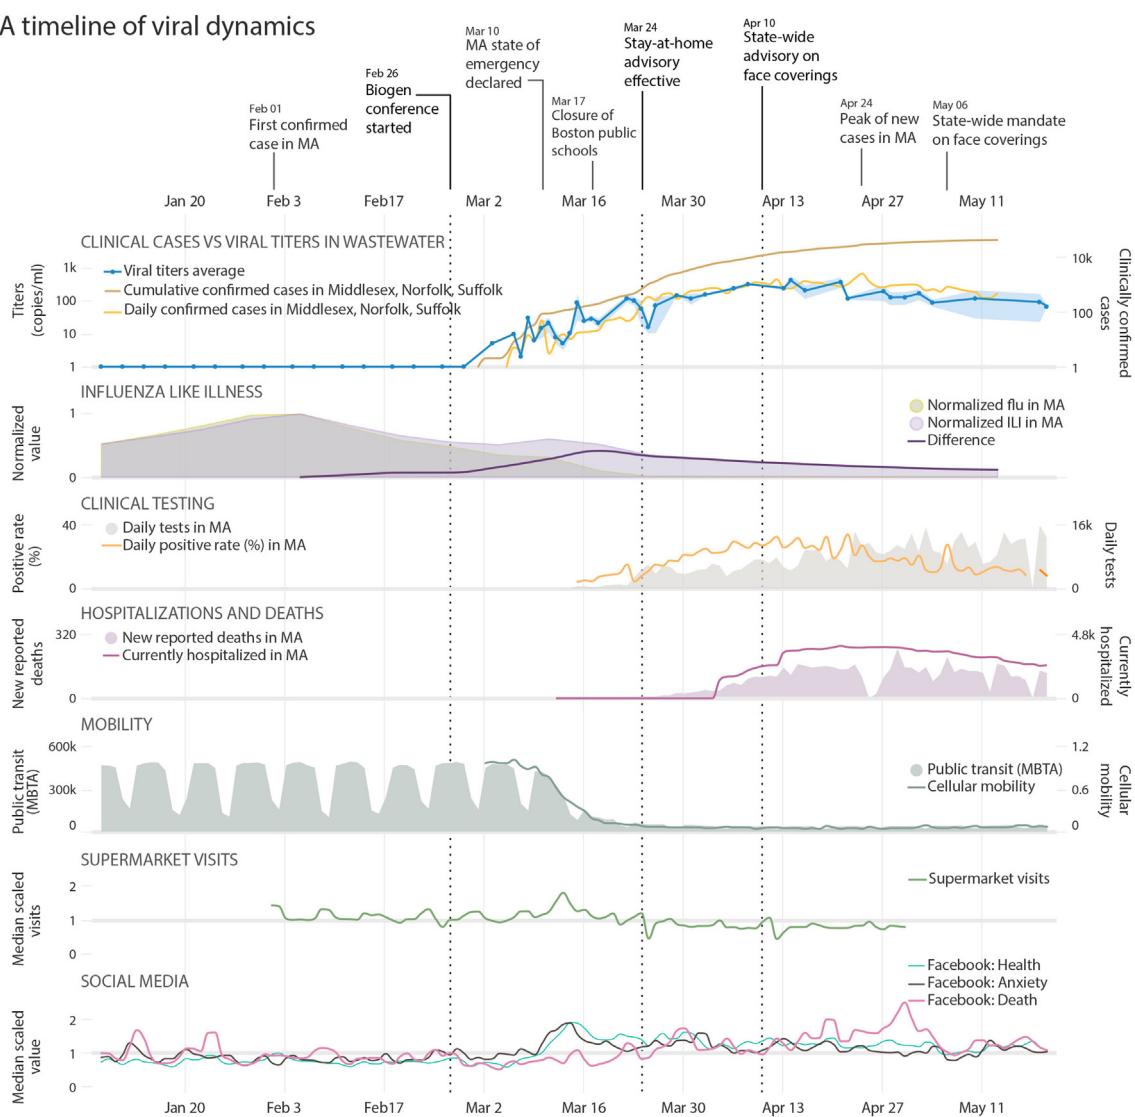 A timeline of viral dynamics
Feb 01
First confirmed
case in MA
Feb 26
Biogen
conference
started
Mar 10
MA state of
emergency
declared
Mar 17
Closure of
Boston public
schools
Mar 24
Stay-at-home
advisory
effective
Apr 10
State-wide
advisory on
face coverings
Apr 24
Peak of new
cases in MA
May 06
State-wide mandate
on face coverings
Jan 20 Feb 3 Feb17 Mar 2 Mar 16 Mar 30 Apr 13 Apr 27 May 11
CLINICAL CASES VS VIRAL TITERS IN WASTEWATER
Titers
(copies/ml)
1k
100
10
1
Viral titers average
Cumulative confirmed cases in Middlesex, Norfolk, Suffolk
Daily confirmed cases in Middlesex, Norfolk, Suffolk
10k
100
1
Clinically confirmed
cases
INFLUENZA LIKE ILLNESS
Normalized
value
1
0
Normalized flu in MA
Normalized ILI in MA
Difference
CLINICAL TESTING
Positive rate
(%)
40
0
Daily tests in MA
Daily positive rate (%) in MA
16k
0
Daily tests
HOSPITALIZATIONS AND DEATHS
New reported
deaths
320
0
New reported deaths in MA
Currently hospitalized in MA
4.8k
0
Currently
hospitalized
MOBILITY
Public transit
(MBTA)
600k
300k
0
Public transit (MBTA)
Cellular mobility
1.2
0.6
0
Cellular
mobility
SUPERMARKET VISITS
Median scaled
visits
2
1
0
Supermarket visits
SOCIAL MEDIA
Median scaled
value
2
1
0
Facebook: Health
Facebook: Anxiety
Facebook: Death
Jan 20 Feb 3 Feb17 Mar 2 Mar 16 Mar 30 Apr 13 Apr 27 May 11